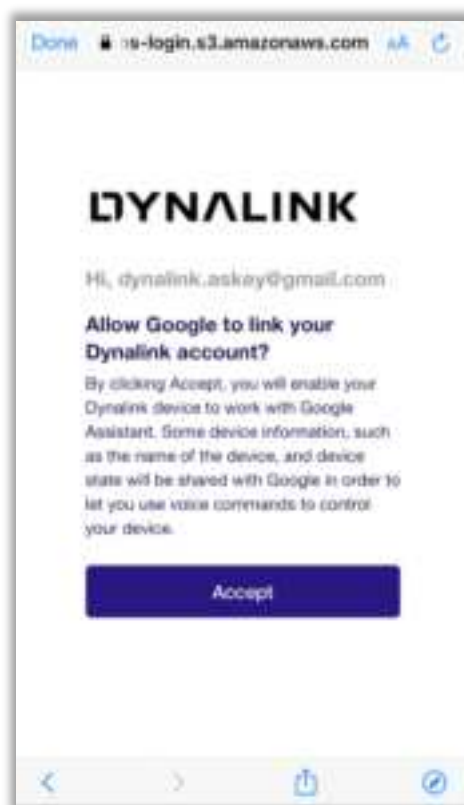 Done s-login.s3.amazonaws.com AA
DYNALINK
Hi, dynalink.askey@gmail.com
Allow Google to link your
Dynalink account?
By clicking Accept, you will enable your
Dynalink device to work with Google
Assistant. Some device information, such
as the name of the device, and device
state will be shared with Google in order to
let you use voice commands to control
your device.
Accept